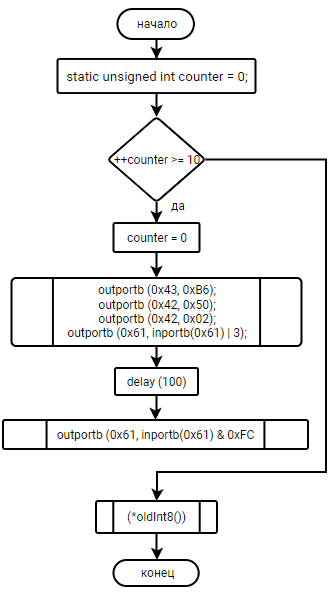 начало
static unsigned int counter = 0;
++counter >= 10
да
counter = 0
outportb (0x43, 0xB6);
outportb (0x42, 0x50);
outportb (0x42, 0x02);
outportb (0x61, inportb(0x61) | 3);
delay (100)
outportb (0x61, inportb(0x61) & 0xFC
(*oldInt8())
конец